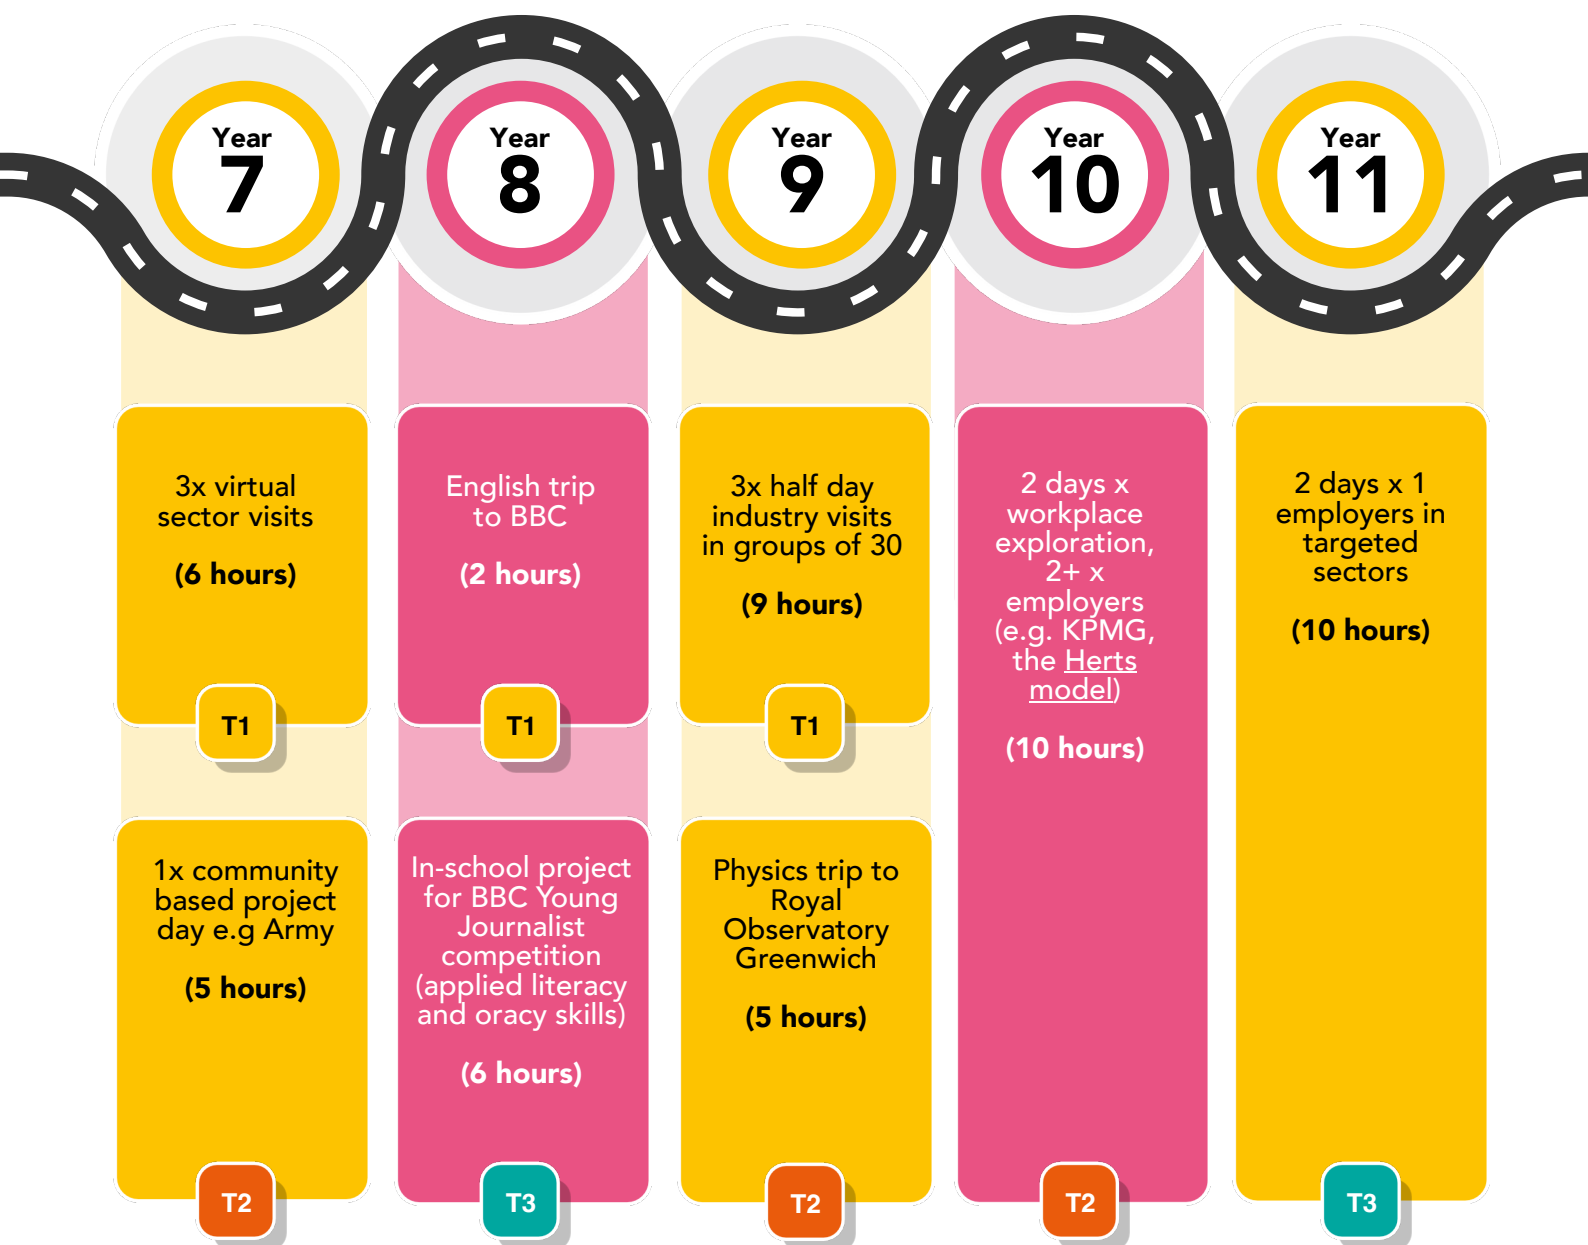 Year
7
Year
8
Year
9
Year
10
Year
11
3x virtual
sector visits
(6 hours)
T1
English trip
to BBC
(2 hours)
T1
3x half day
industry visits
in groups of 30
(9 hours)
T1
2 days x
workplace
exploration,
2+ x
employers
(e.g. KPMG,
the Herts
model)
(10 hours)
T2
2 days x 1
employers in
targeted
sectors
(10 hours)
T3
1x community
based project
day e.g Army
(5 hours)
T2
In-school project
for BBC Young
Journalist
competition
(applied literacy
and oracy skills)
(6 hours)
T3
Physics trip to
Royal
Observatory
Greenwich
(5 hours)
T2